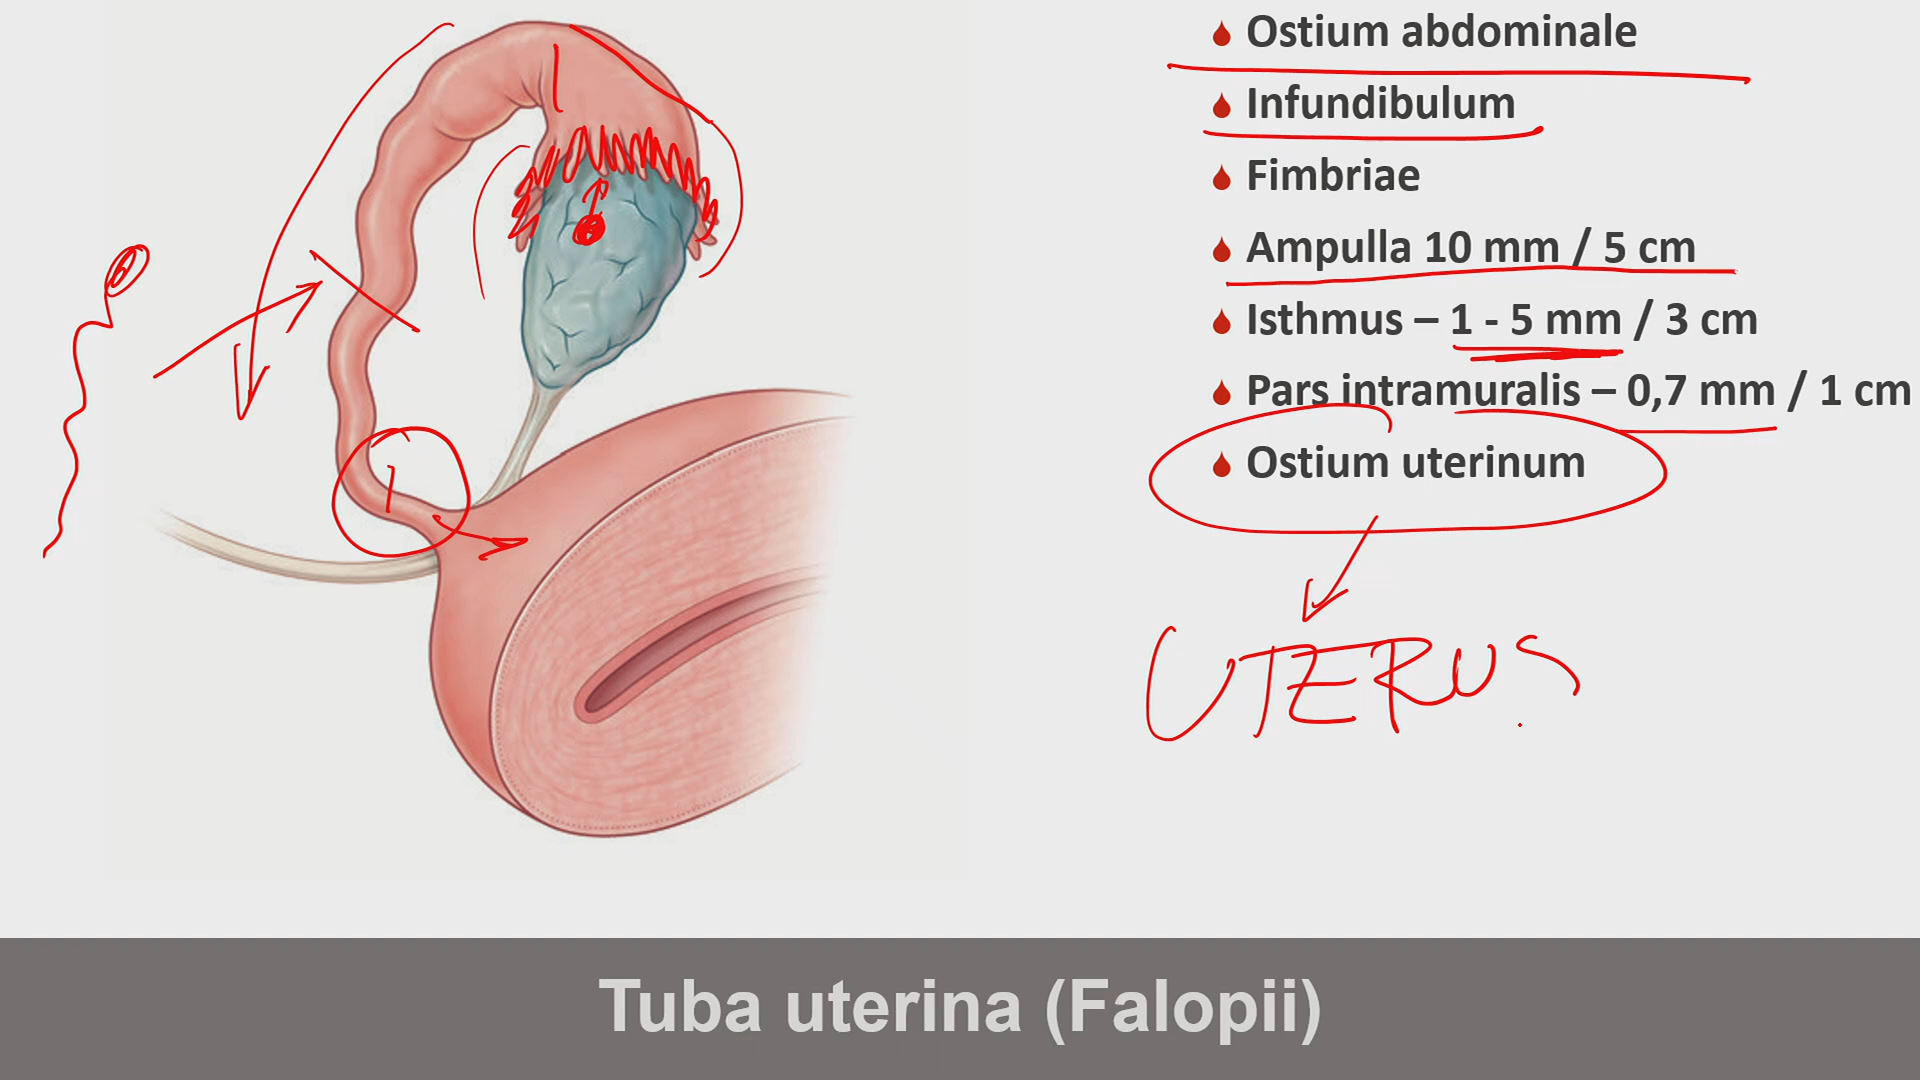 Ostium abdominale
Infundibulum
Fimbriae
Ampulla 10 mm / 5 cm
Isthmus – 1 - 5 mm / 3 cm
Pars intramuralis – 0,7 mm / 1 cm
Ostium uterinum
UTERUS
Tuba uterina (Falopii)